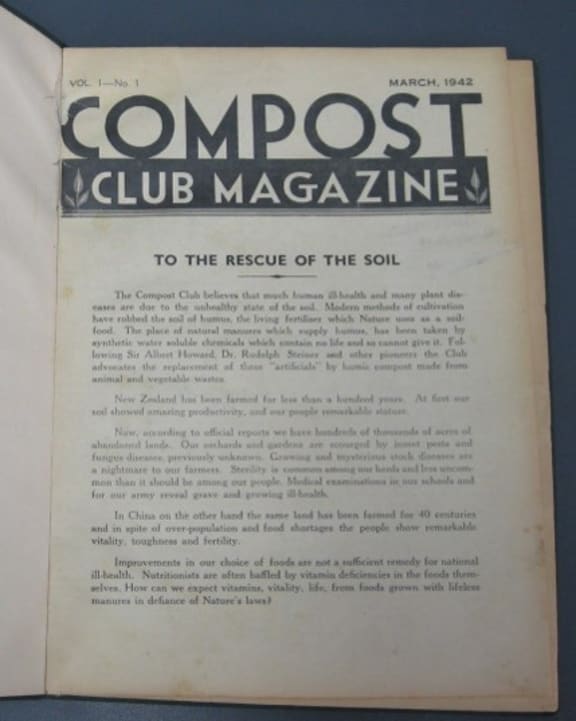 VOL. I—No. 1
MARCH, 1942
COMPOST
CLUB MAGAZINE
TO THE RESCUE OF THE SOIL
The Compost Club believes that much human ill-health and many plant dis-
eases are due to the unhealthy state of the soil. Modern methods of cultivation
have robbed the soil of humus, the living fertiliser which Nature uses as a soil-
food. The place of natural manures which supply humus, has been taken by
synthetic water soluble chemicals which contain no life and so cannot give it. Fol-
lowing Sir Albert Howard, Dr. Rudolph Steiner and other pioneers the Club
advocates the replacement of these "artificials" by humic compost made from
animal and vegetable wastes.
New Zealand has been farmed for less than a hundred years. At first our
soil showed amazing productivity, and our people remarkable stature.
Now, according to official reports we have hundreds of thousands of acres of
abandoned lands. Our orchards and gardens are scourged by insect pests and
fungus diseases, previously unknown. Growing and mysterious stock diseases are
a nightmare to our farmers. Sterility is common among our herds and less uncom-
mon than it should be among our people. Medical examinations in our schools and
for our army reveal grave and growing ill-health.
In China on the other hand the same land has been farmed for 40 centuries
and in spite of over-population and food shortages the people show remarkable
vitality, toughness and fertility.
Improvements in our choice of foods are not a sufficient remedy for national
ill-health. Nutritionists are often baffled by vitamin deficiencies in the foods them-
selves. How can we expect vitamins, vitality, life, from foods grown with lifeless
manures in defiance of Nature's laws?